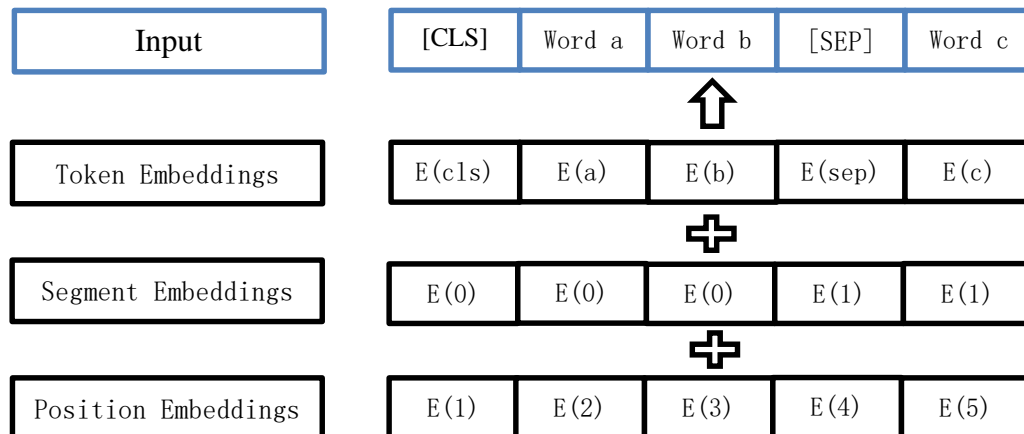 Input [CLS] Word a Word b [SEP] Word c
Token Embeddings E(cls) E(a) E(b) E(sep) E(c)
Segment Embeddings E(0) E(0) E(0) E(1) E(1)
Position Embeddings E(1) E(2) E(3) E(4) E(5)